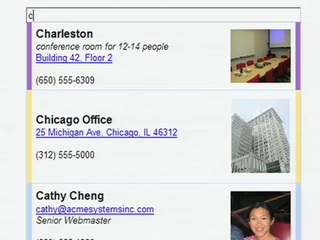 c
Charleston
conference room for 12-14 people
Building 42, Floor 2
(650) 555-6309
Chicago Office
25 Michigan Ave, Chicago, IL 46312
(312) 555-5000
Cathy Cheng
cathy@acmesystemsinc.com
Senior Webmaster